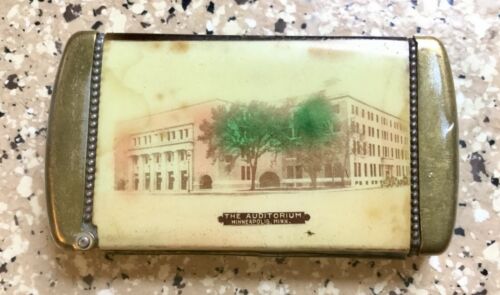 THE AUDITORIUM
MINNEAPOLIS, MINN.